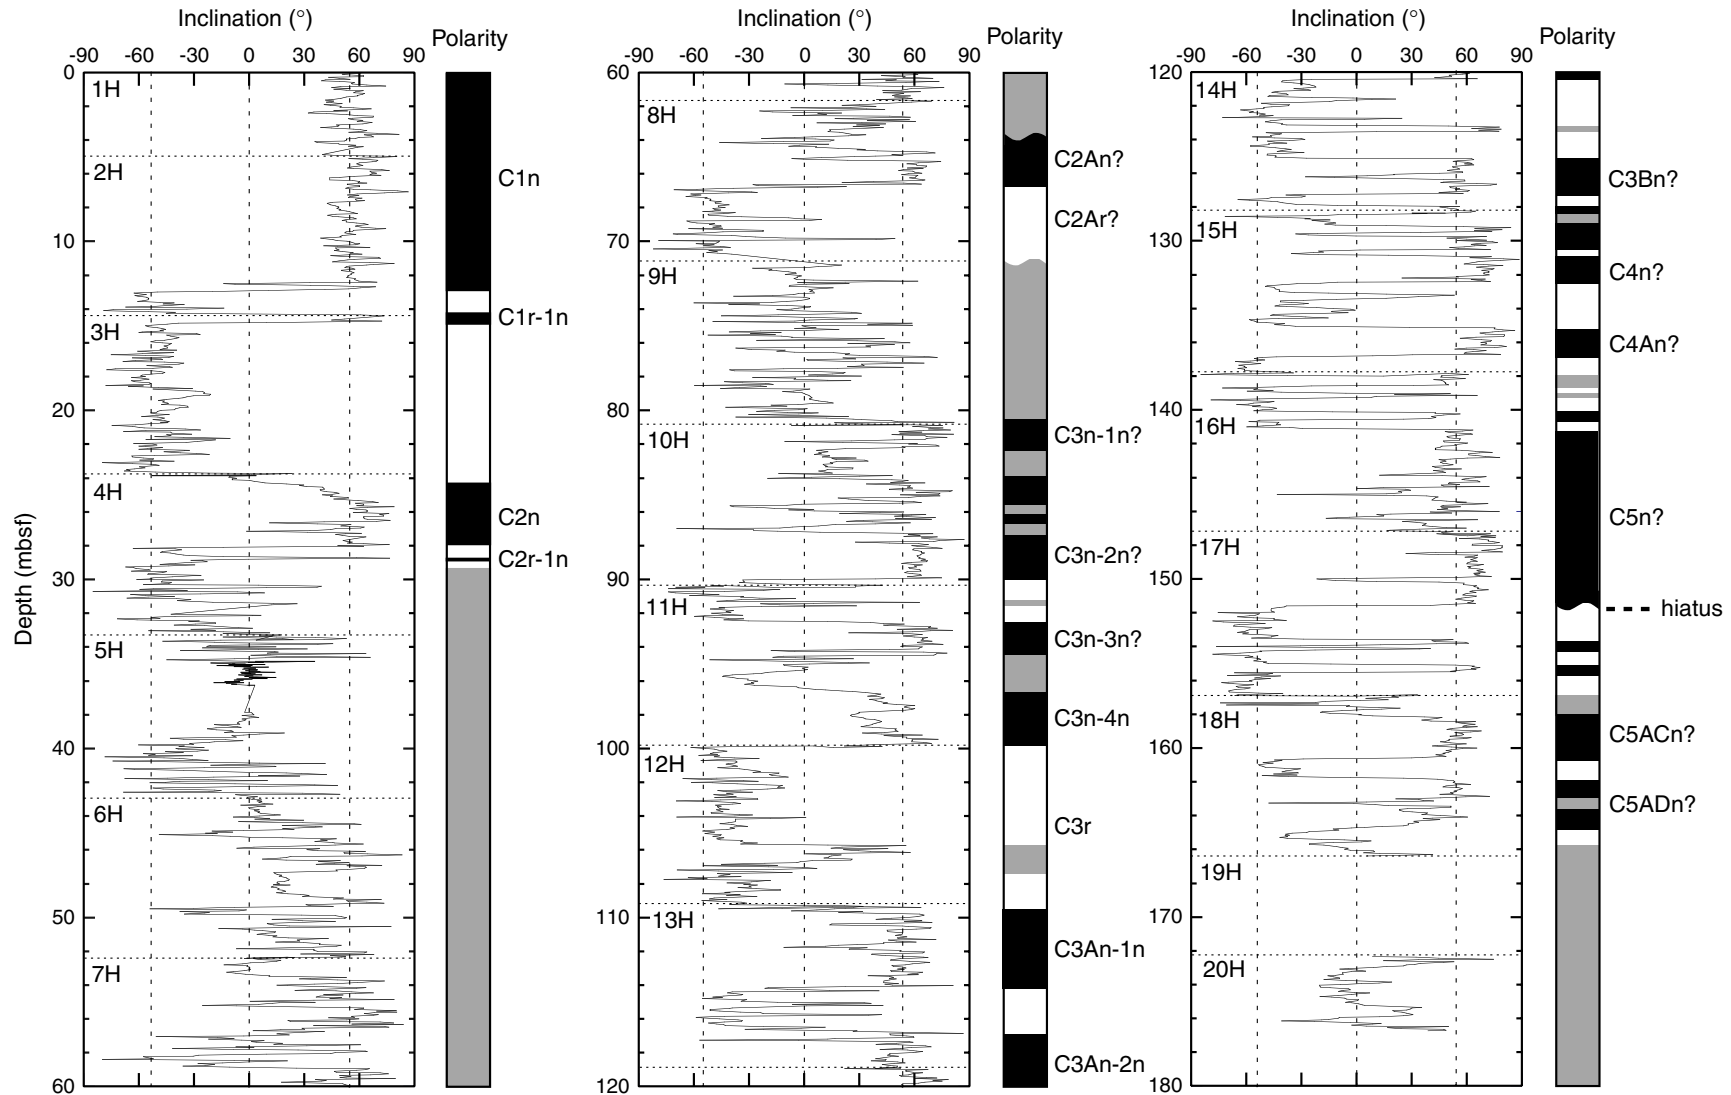 Inclination (°)
Polarity
-90 -60 -30 0 30 60 90
0
10
20
30
40
50
60
Depth (mbsf)
1H
2H
3H
4H
5H
6H
7H
C1n
C1r-1n
C2n
C2r-1n
Inclination (°)
Polarity
-90 -60 -30 0 30 60 90
60
70
80
90
100
110
120
8H
9H
10H
11H
12H
13H
C2An?
C2Ar?
C3n-1n?
C3n-2n?
C3n-3n?
C3n-4n
C3r
C3An-1n
C3An-2n
Inclination (°)
Polarity
-90 -60 -30 0 30 60 90
120
130
140
150
160
170
180
14H
15H
16H
17H
18H
19H
20H
C3Bn?
C4n?
C4An?
C5n?
hiatus
C5ACn?
C5ADn?